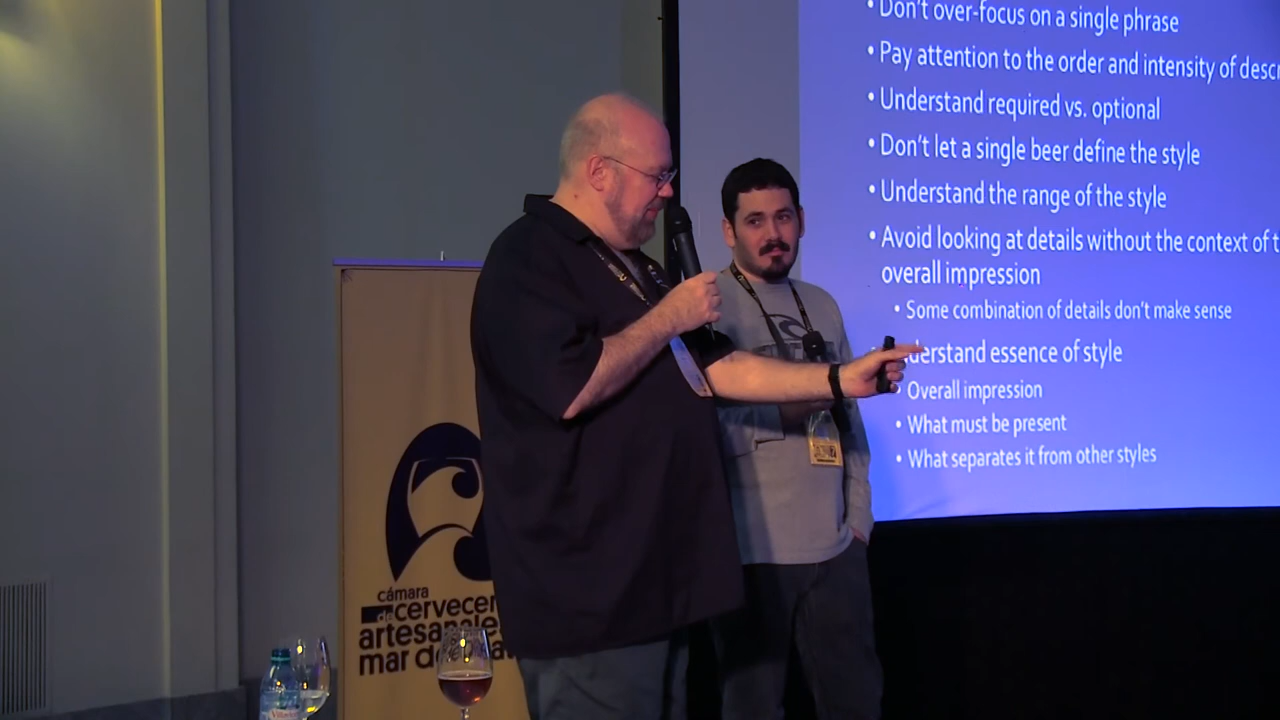 • Don't over-focus on a single phrase
• Pay attention to the order and intensity of
• Understand required vs. optional
• Don't let a single beer define the style
• Understand the range of the style
• Avoid looking at details without the context of
overall impression
• Some combination of details don't make sense
derstand essence of style
• Overall impression
• What must be present
• What separates it from other styles
cámara
de cervecer
artesanale
mar de